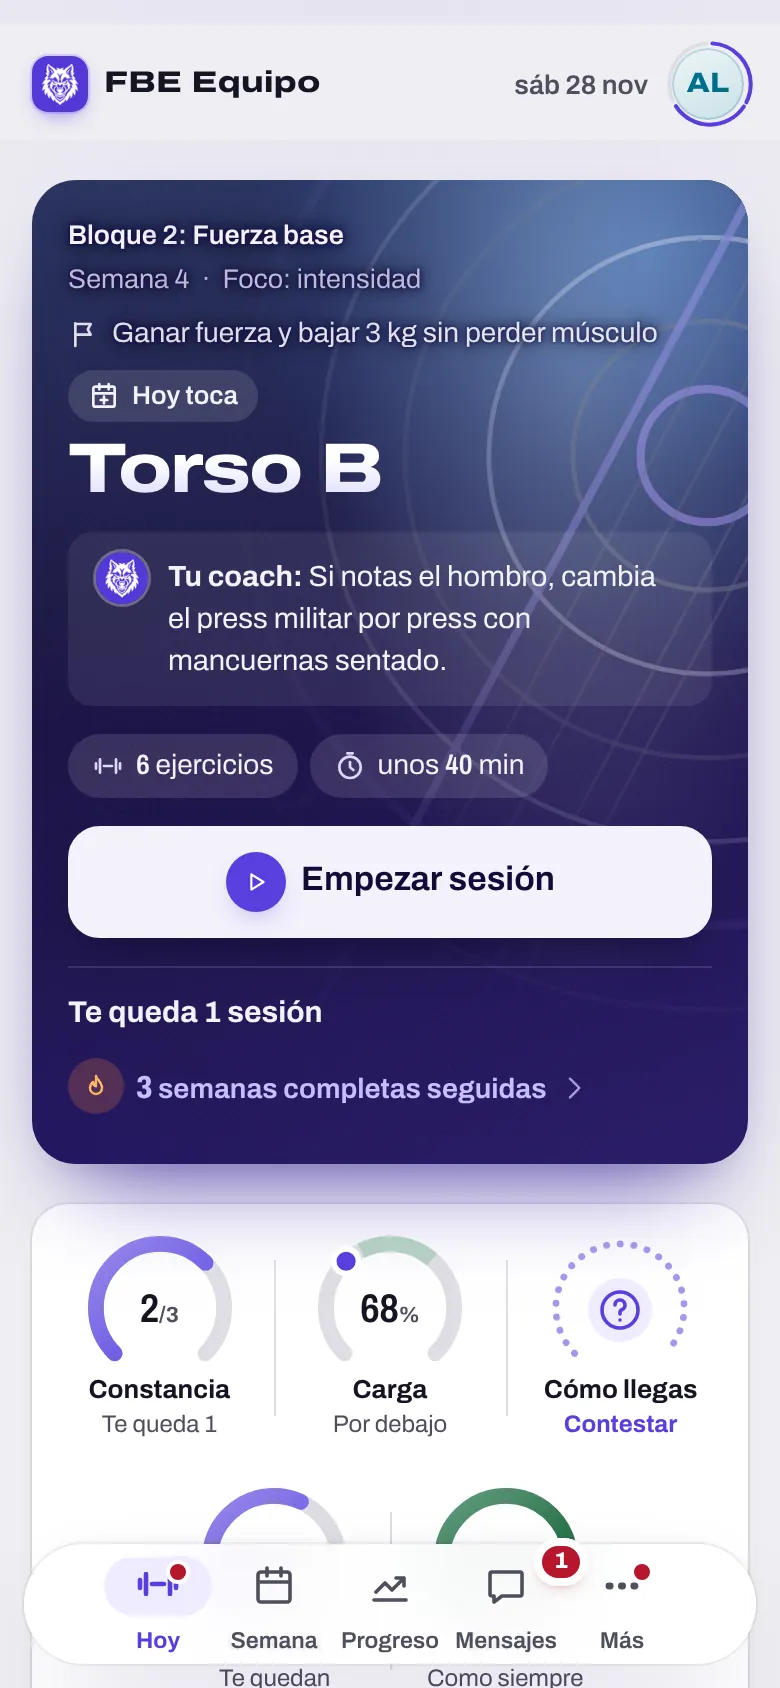 FBE Equipo
sáb 28 nov
AL
Bloque 2: Fuerza base
Semana 4 · Foco: intensidad
Ganar fuerza y bajar 3 kg sin perder músculo
Hoy toca
Torso B
Tu coach: Si notas el hombro, cambia
el press militar por press con
mancuernas sentado.
6 ejercicios
unos 40 min
Empezar sesión
Te queda 1 sesión
3 semanas completas seguidas
2/3
68%
Constancia
Carga
Cómo llegas
Te queda 1
Por debajo
Contestar
1
Hoy
Semana
Progreso
Mensajes
Más
Te quedan
Como siempre